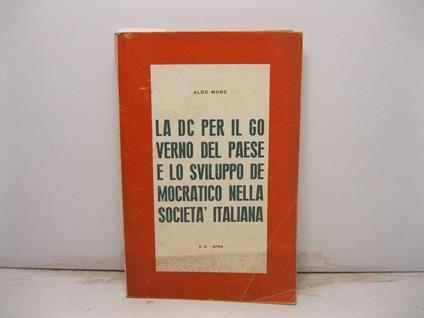 ALDO MORO
LA DC PER IL GO
VERNO DEL PAESE
E LO SVILUPPO DE
MOCRATICO NELLA
SOCIETA' ITALIANA
D.C. - SPES